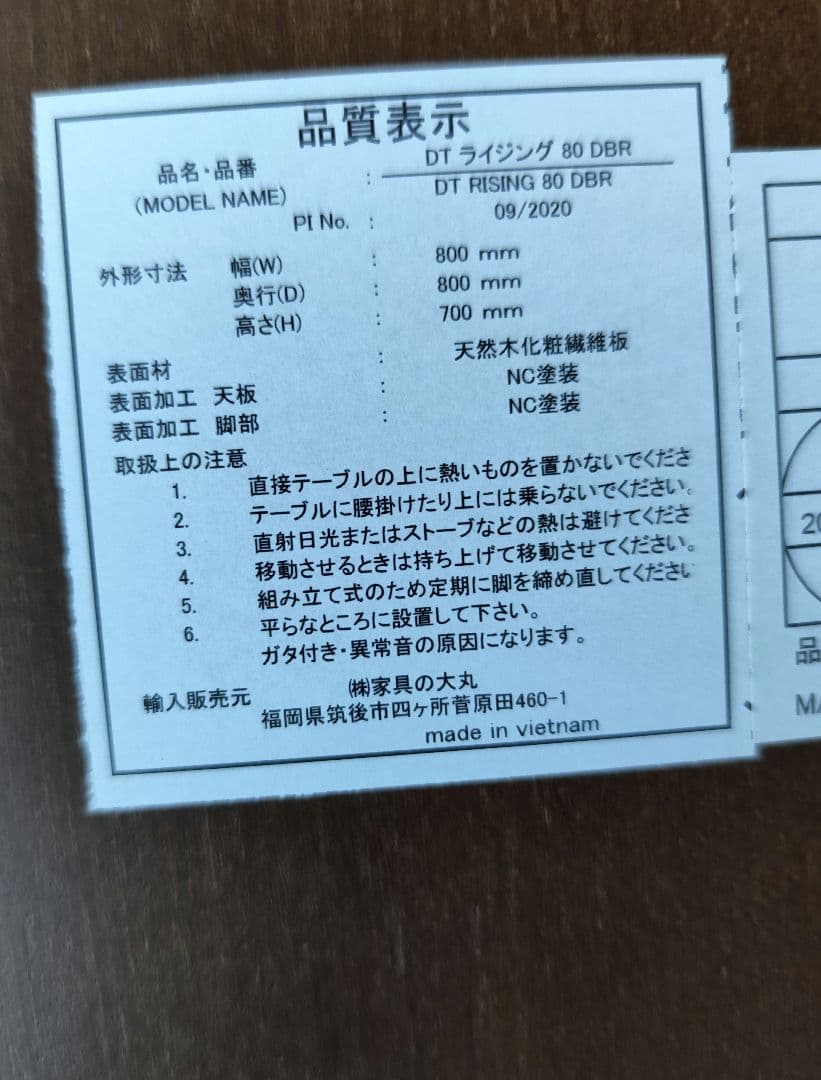 品質表示
品名・品番 : DT ライジング 80 DBR
(MODEL NAME) DT RISING 80 DBR
PI No. : 09/2020
外形寸法 幅(W) : 800 mm
奥行(D) : 800 mm
高さ(H) : 700 mm
表面材 : 天然木化粧繊維板
表面加工 天板 : NC塗装
表面加工 脚部 : NC塗装
取扱上の注意
1. 直接テーブルの上に熱いものを置かないでくださ
2. テーブルに腰掛けたり上には乗らないでください。
3. 直射日光またはストーブなどの熱は避けてくださ
4. 移動させるときは持ち上げて移動させてください。
5. 組み立て式のため定期に脚を締め直してください
6. 平らなところに設置して下さい。
ガタ付き・異常音の原因になります。
輸入販売元 ㈱家具の大丸
福岡県筑後市四ヶ所菅原田460-1
made in vietnam
20
品
MA